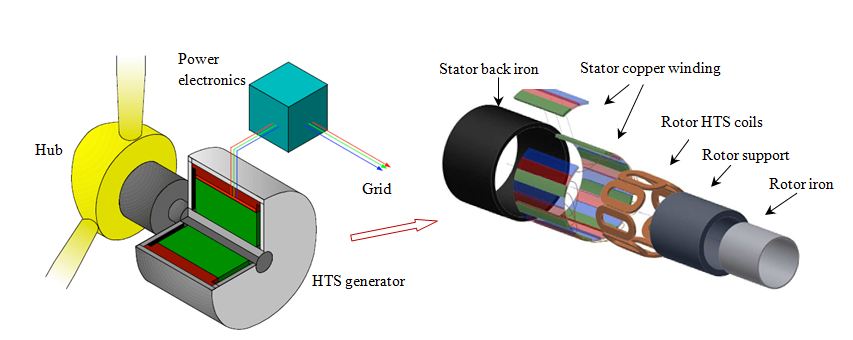 Power
electronics
Hub
Grid
HTS generator
Stator back iron
Stator copper winding
Rotor HTS coils
Rotor support
Rotor iron